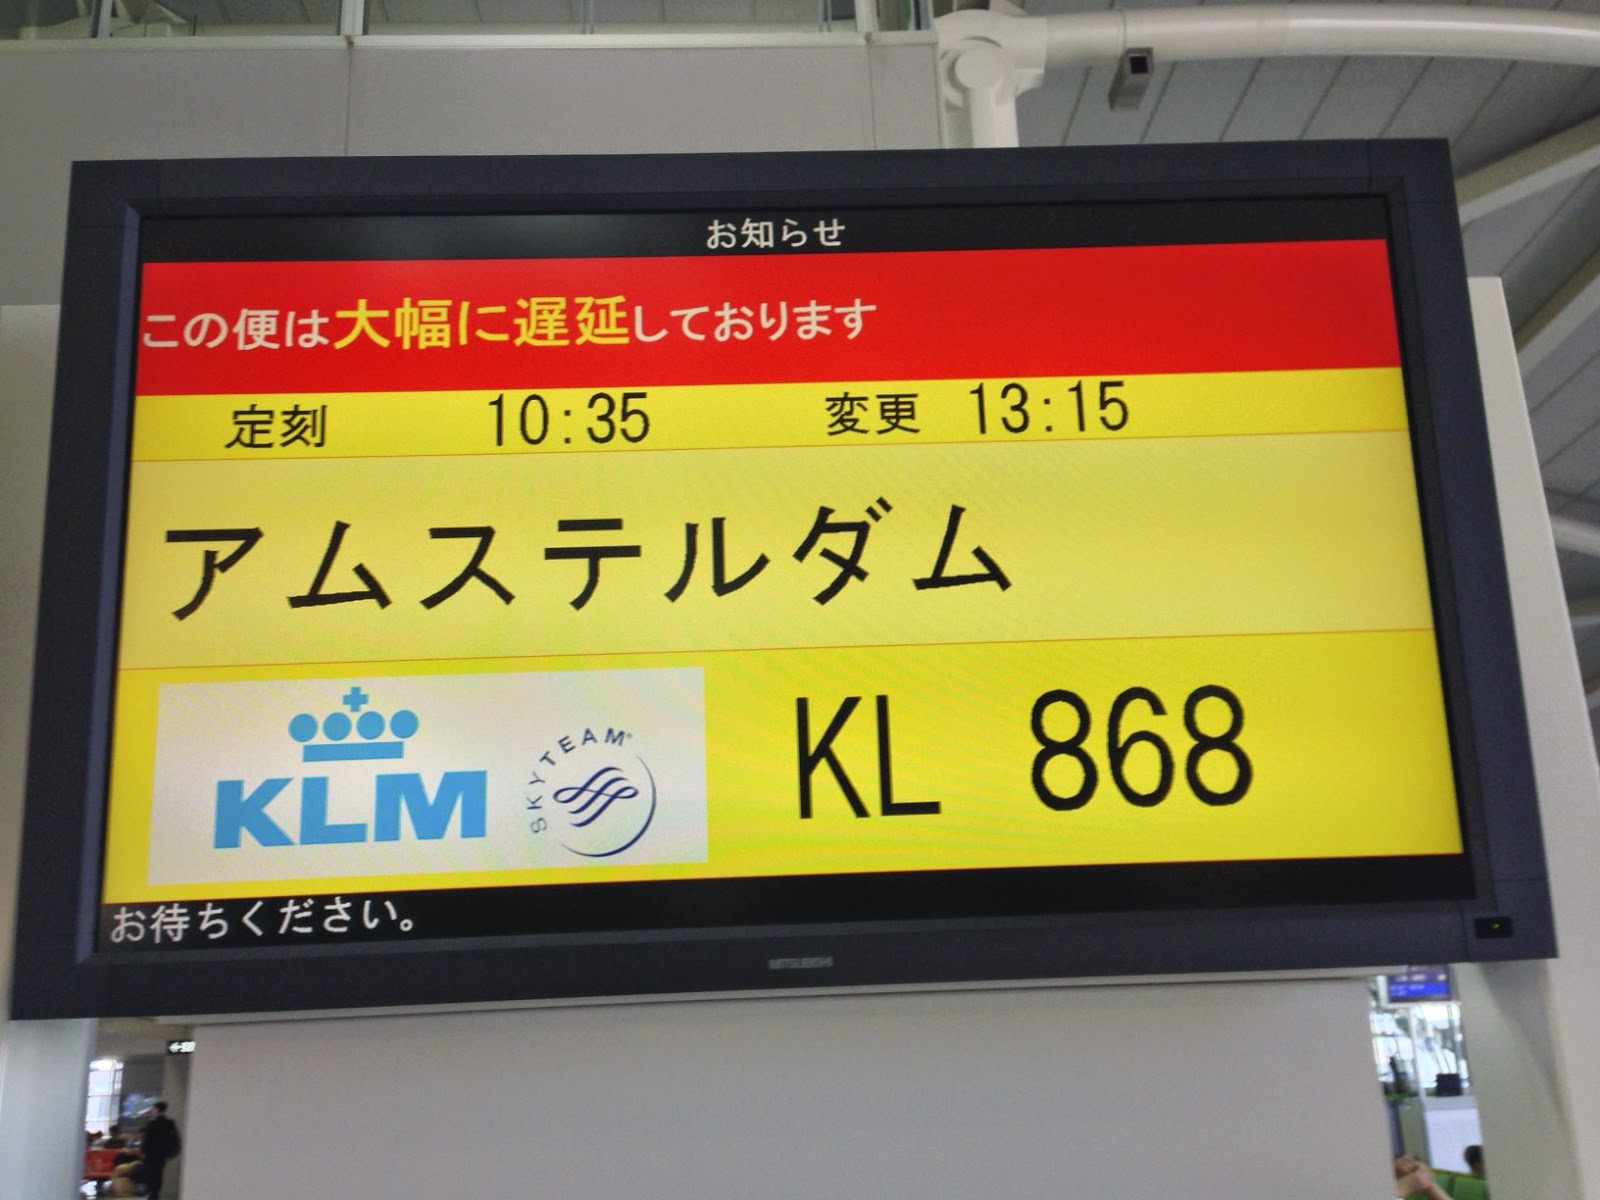 お知らせ
この便は大幅に遅延しております
定刻 10:35 変更 13:15
アムステルダム
KLM SKYTEAM KL 868
お待ちください。
MITSUBISHI